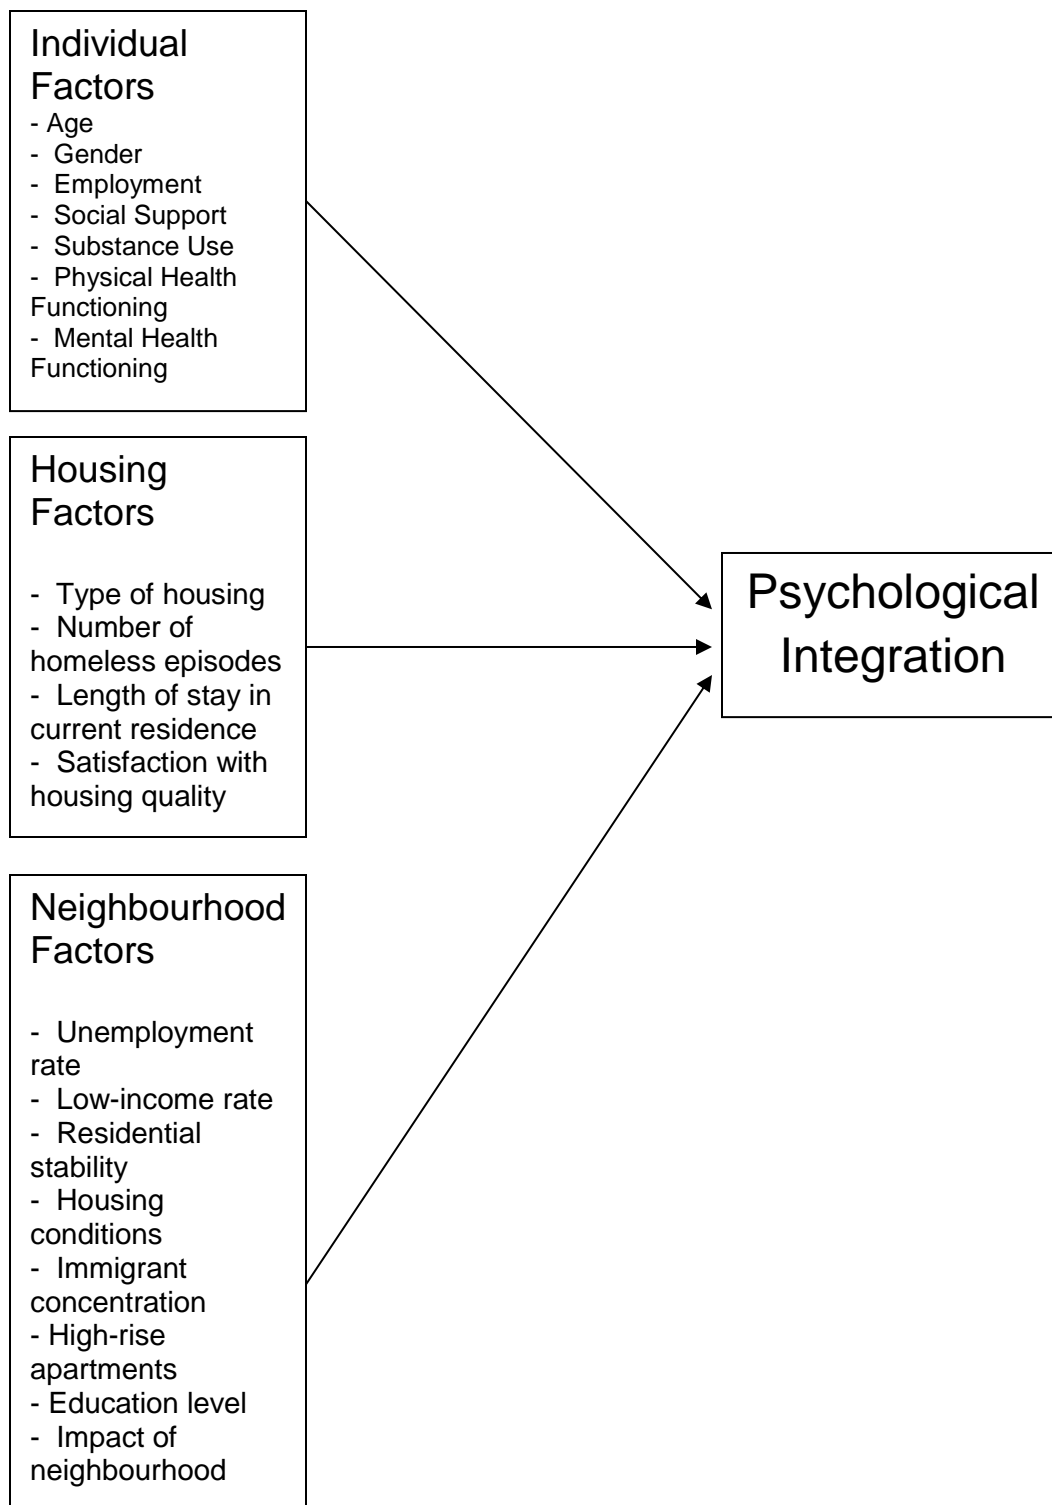 Individual
Factors
- Age
- Gender
- Employment
- Social Support
- Substance Use
- Physical Health
Functioning
- Mental Health
Functioning
Housing
Factors
- Type of housing
- Number of
homeless episodes
- Length of stay in
current residence
- Satisfaction with
housing quality
Psychological
Integration
Neighbourhood
Factors
- Unemployment
rate
- Low-income rate
- Residential
stability
- Housing
conditions
- Immigrant
concentration
- High-rise
apartments
- Education level
- Impact of
neighbourhood